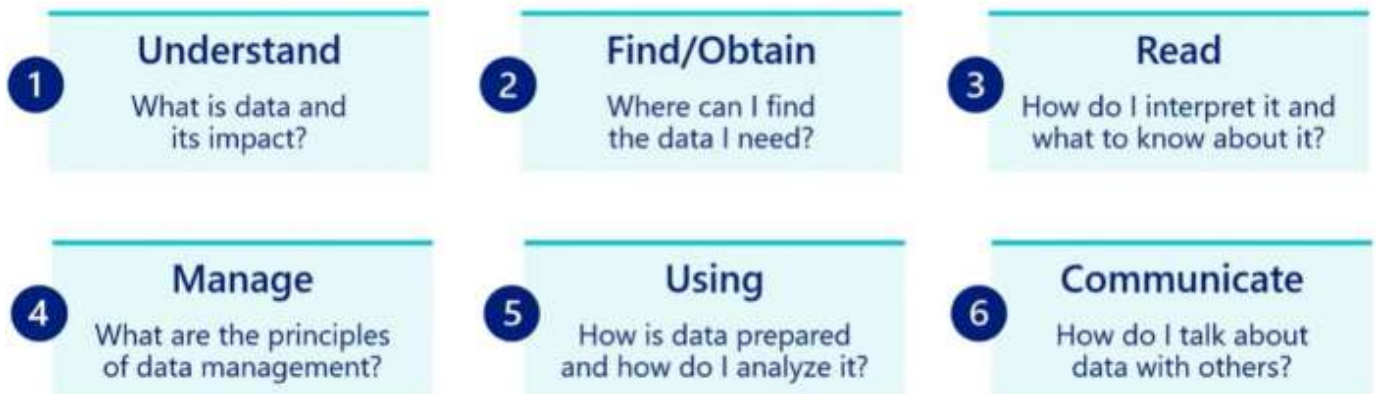 1
Understand
What is data and
its impact?
2
Find/Obtain
Where can I find
the data I need?
3
Read
How do I interpret it and
what to know about it?
4
Manage
What are the principles
of data management?
5
Using
How is data prepared
and how do I analyze it?
6
Communicate
How do I talk about
data with others?